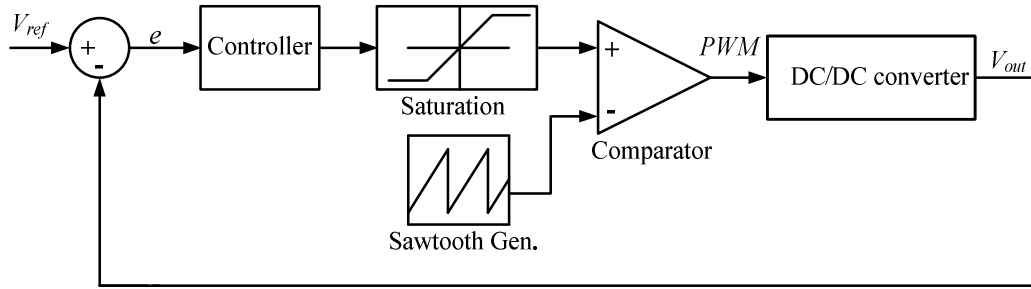 V_ref
+
-
e
Controller
Saturation
Sawtooth Gen.
+
-
Comparator
PWM
DC/DC converter
V_out